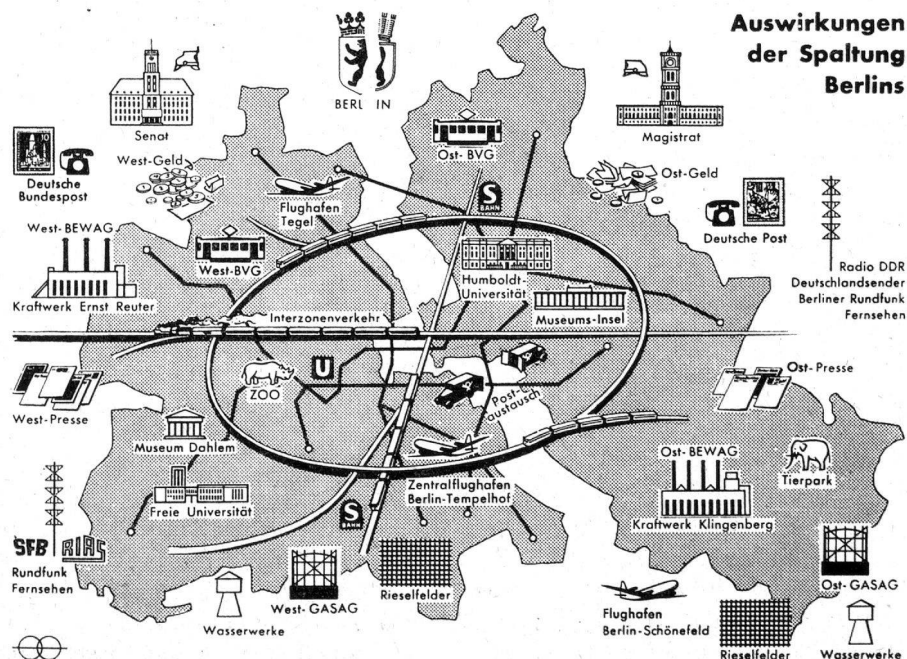 Auswirkungen
der Spaltung
Berlins
BERL IN
Senat
Magistrat
Deutsche
Bundespost
West-Geld
Ost-BVG
Ost-Geld
Flughafen
Tegel
S
BAHN
Deutsche Post
West-BEWAG
West-BVG
Kraftwerk Ernst Reuter
Humboldt-
Universität
Museums-Insel
Radio DDR
Deutschlandsender
Berliner Rundfunk
Fernsehen
Interzonenverkehr
U
ZOO
Post-
austausch
West-Presse
Ost-Presse
Museum Dahlem
Zentralflughafen
Berlin-Tempelhof
Ost-BEWAG
Kraftwerk Klingenberg
Tierpark
Freie Universität
S
BAHN
SFB RIAS
Rundfunk
Fernsehen
Wasserwerke
West-GASAG
Rieselfelder
Flughafen
Berlin-Schönefeld
Rieselfelder
Ost-GASAG
Wasserwerke